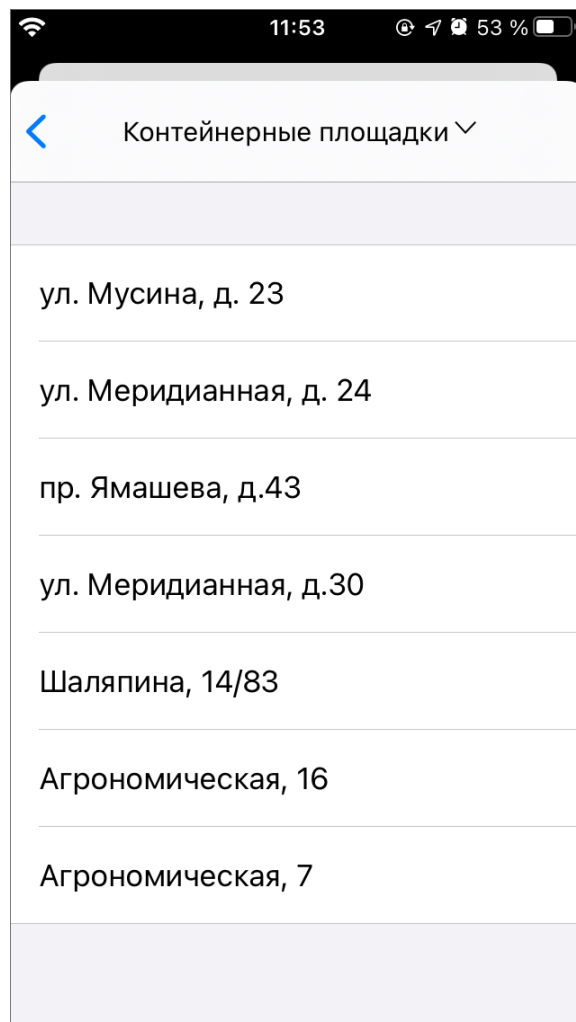 11:53
53 %
Контейнерные площадки
ул. Мусина, д. 23
ул. Меридианная, д. 24
пр. Ямашева, д.43
ул. Меридианная, д.30
Шаляпина, 14/83
Агрономическая, 16
Агрономическая, 7